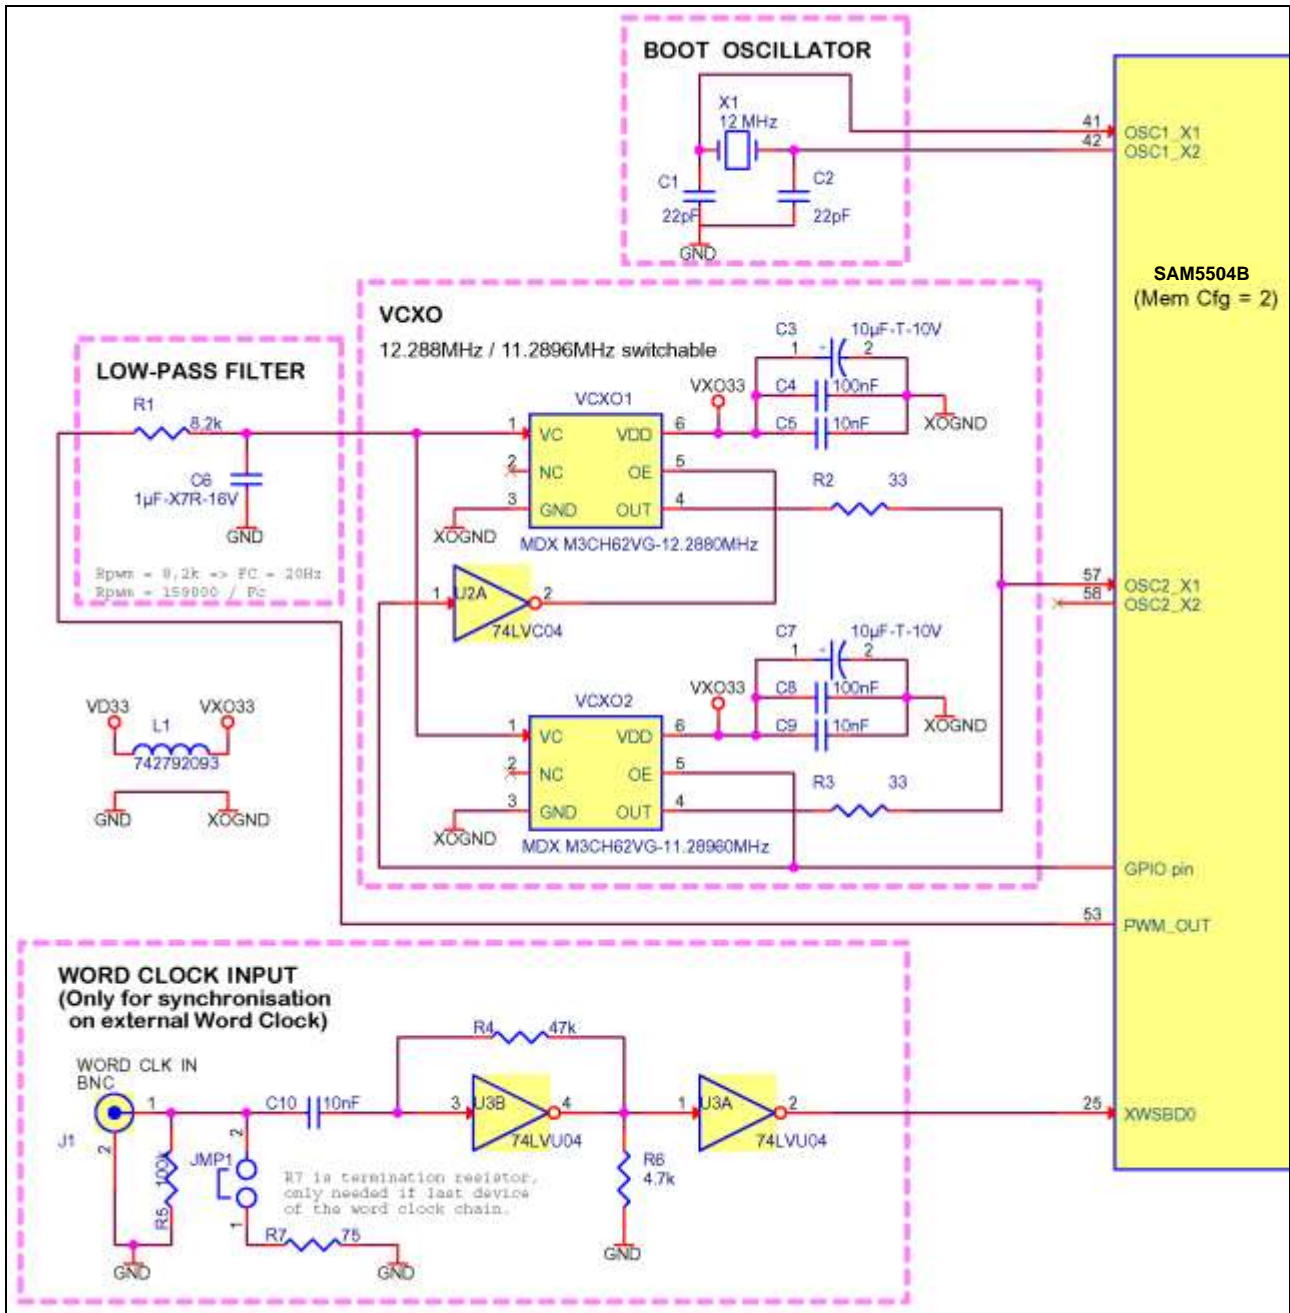 BOOT OSCILLATOR
X1
12 MHz
C1
22pF
C2
22pF
GND
41
OSC1_X1
42
OSC1_X2
SAM5504B
(Mem Cfg = 2)
VCXO
12.288MHz / 11.2896MHz switchable
C3
10µF-T-10V
1
2
VXO33
C4
100nF
C5
10nF
XOGND
LOW-PASS FILTER
R1
8.2k
C6
1µF-X7R-16V
GND
Rpwm = 8.2k => FC = 20Hz
Rpwm = 159000 / Fc
VCXO1
1
VC
VDD
6
2
NC
OE
5
3
GND
OUT
4
XOGND
MDX M3CH62VG-12.2880MHz
R2
33
1
U2A
2
74LVC04
57
OSC2_X1
58
OSC2_X2
C7
10µF-T-10V
1
2
VXO33
C8
100nF
C9
10nF
XOGND
VCXO2
1
VC
VDD
6
2
NC
OE
5
3
GND
OUT
4
XOGND
MDX M3CH62VG-11.28960MHz
R3
33
VD33
VXO33
L1
742792093
GND
XOGND
GPIO pin
53
PWM_OUT
WORD CLOCK INPUT
(Only for synchronisation
on external Word Clock)
WORD CLK IN
BNC
1
J1
2
R5
100k
GND
JMP1
2
1
R7
75
GND
R7 is termination resistor,
only needed if last device
of the word clock chain.
C10
10nF
R4
47k
3
U3B
4
74LVU04
R6
4.7k
GND
1
U3A
2
74LVU04
25
XWSBD0